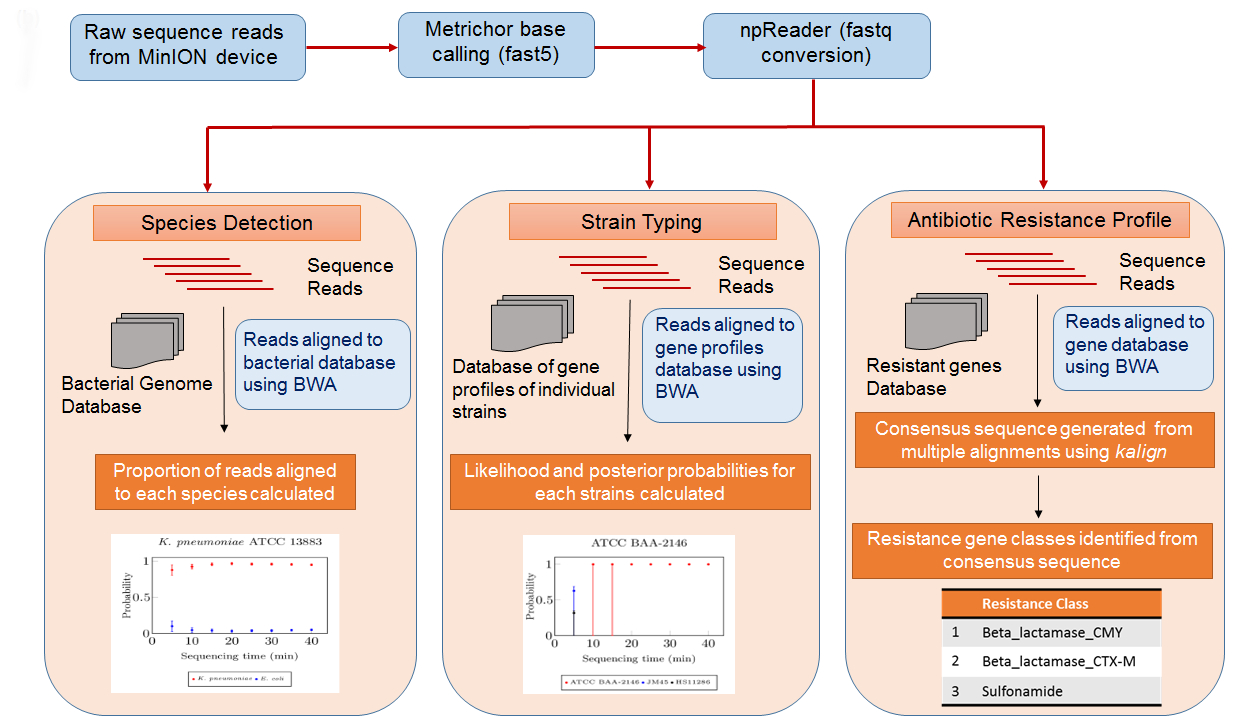 Raw sequence reads
from MinION device
Metrichor base
calling (fast5)
npReader (fastq
conversion)
Species Detection
Sequence
Reads
Reads aligned to
bacterial database
using BWA
Bacterial Genome
Database
Proportion of reads aligned
to each species calculated
K. pneumoniae ATCC 13883
Probability
1
0.5
0
0
10
20
30
40
Sequencing time (min)
K. pneumoniae
E. coli
Strain Typing
Sequence
Reads
Reads aligned to
gene profiles
database using
BWA
Database of gene
profiles of individual
strains
Likelihood and posterior probabilities for
each strains calculated
ATCC BAA-2146
Probability
1
0.5
0
0
10
20
30
40
Sequencing time (min)
ATCC BAA-2146
JM45
HS11286
Antibiotic Resistance Profile
Sequence
Reads
Reads aligned to
gene database
using BWA
Resistant genes
Database
Consensus sequence generated from
multiple alignments using kalign
Resistance gene classes identified from
consensus sequence
Resistance Class
1 Beta_lactamase_CMY
2 Beta_lactamase_CTX-M
3 Sulfonamide